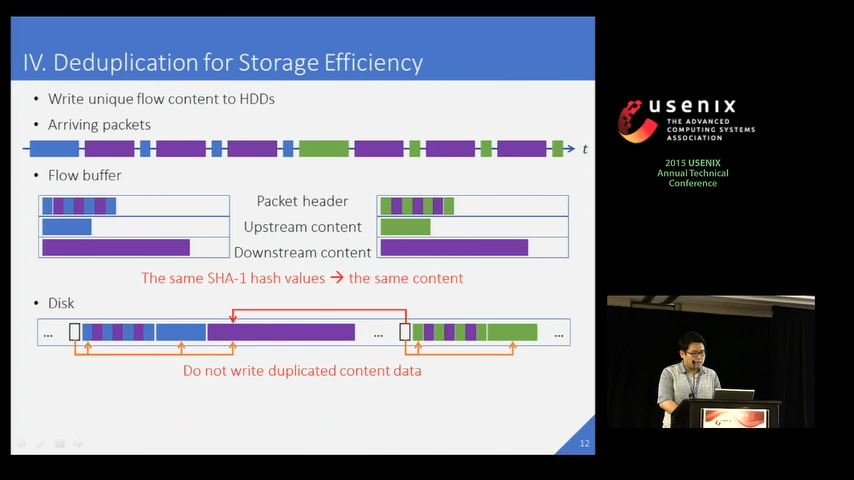 IV. Deduplication for Storage Efficiency
• Write unique flow content to HDDs
• Arriving packets
t
• Flow buffer
Packet header
Upstream content
Downstream content
The same SHA-1 hash values → the same content
• Disk
... ... ...
Do not write duplicated content data
12
usenix
THE ADVANCED
COMPUTING SYSTEMS
ASSOCIATION
2015 USENIX
Annual Technical
Conference